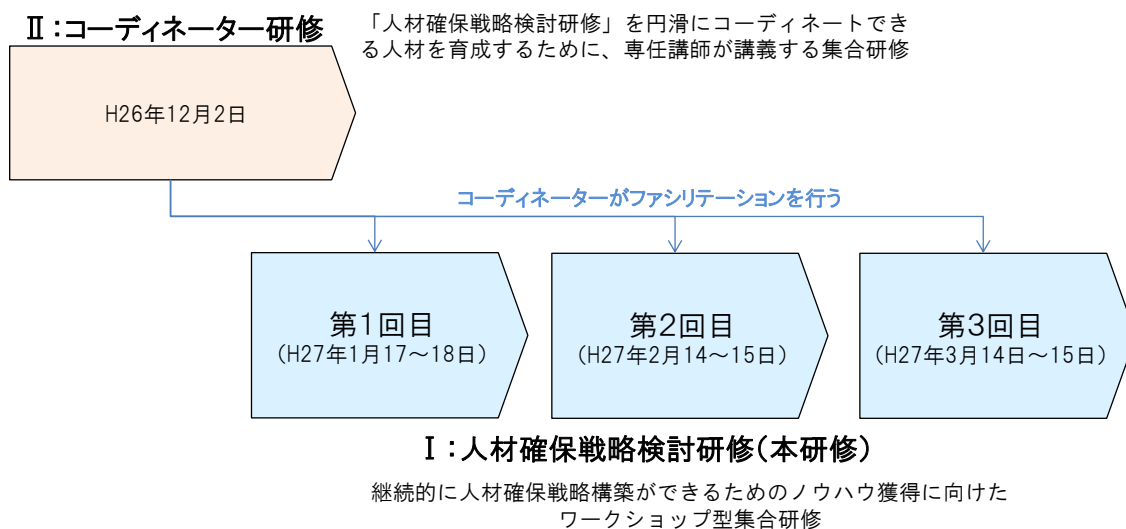 Ⅱ：コーディネーター研修
「人材確保戦略検討研修」を円滑にコーディネートでき
る人材を育成するために、専任講師が講義する集合研修
H26年12月2日
コーディネーターがファシリテーションを行う
第1回目
（H27年1月17～18日）
第2回目
（H27年2月14～15日）
第3回目
（H27年3月14日～15日）
Ⅰ：人材確保戦略検討研修（本研修）
継続的に人材確保戦略構築ができるためのノウハウ獲得に向けた
ワークショップ型集合研修